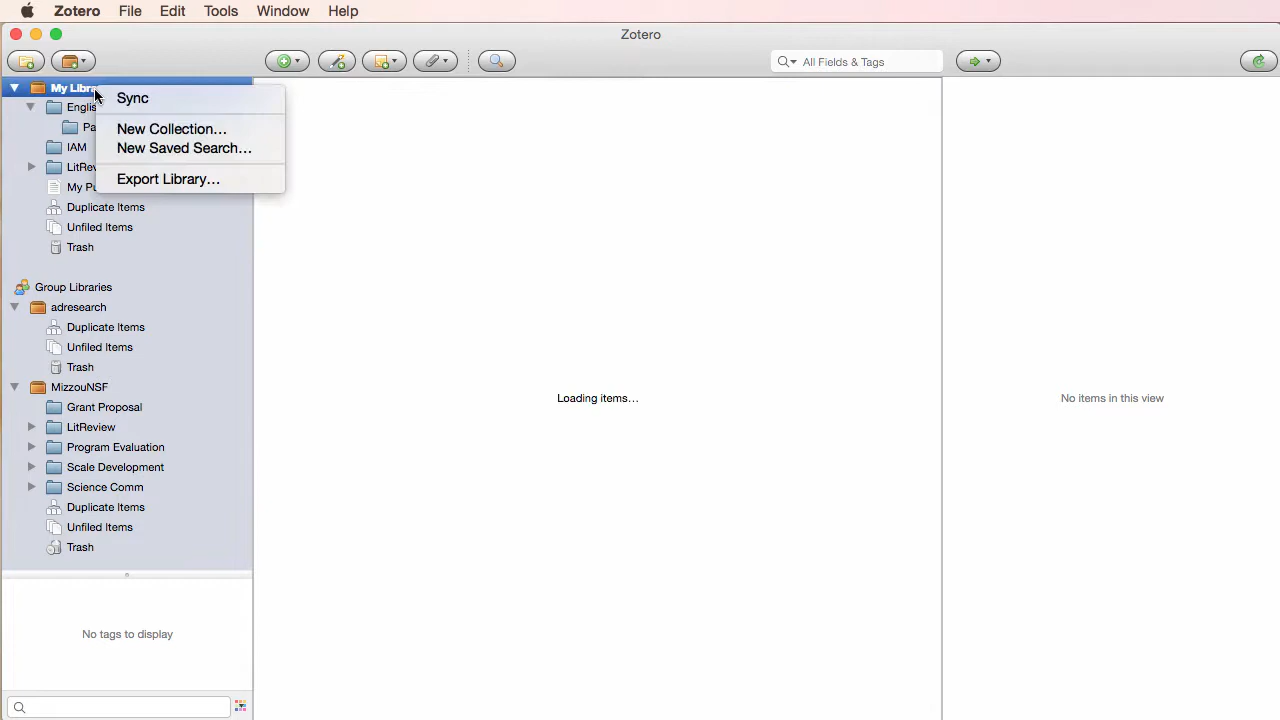 Zotero File Edit Tools Window Help
Zotero
All Fields & Tags
My Libra
Sync
Englis
New Collection...
Pa
New Saved Search...
IAM
LitRev
Export Library...
My Pu
Duplicate Items
Unfiled Items
Trash
Group Libraries
adresearch
Duplicate Items
Unfiled Items
Trash
MizzouNSF
Grant Proposal
LitReview
Program Evaluation
Scale Development
Science Comm
Duplicate Items
Unfiled Items
Trash
Loading items...
No items in this view
No tags to display